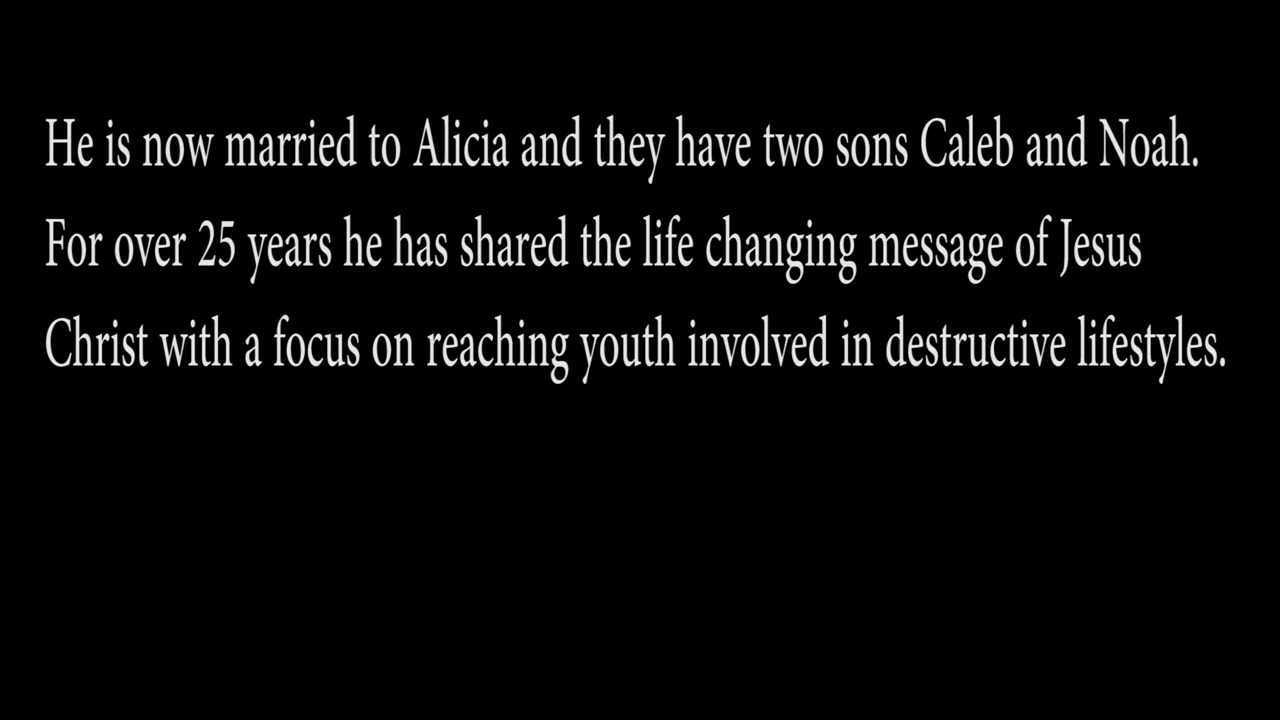 He is now married to Alicia and they have two sons Caleb and Noah.
For over 25 years he has shared the life changing message of Jesus
Christ with a focus on reaching youth involved in destructive lifestyles.